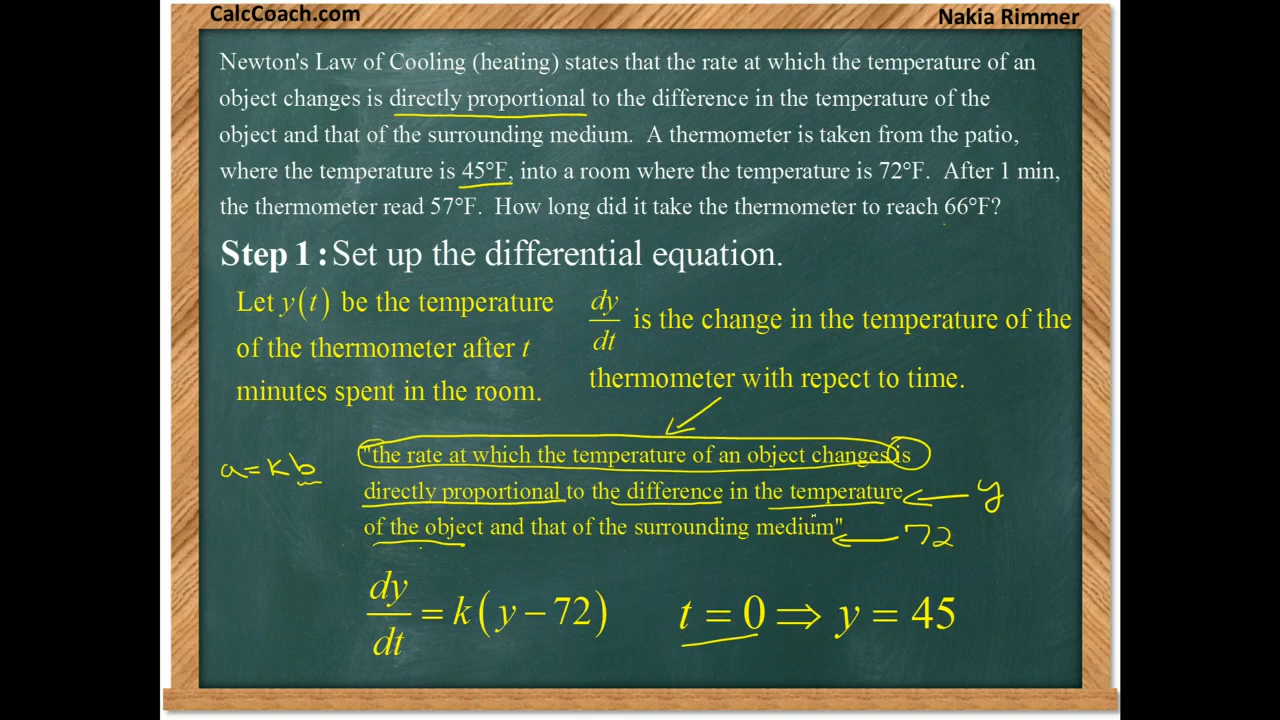 CalcCoach.com
Nakia Rimmer
Newton's Law of Cooling (heating) states that the rate at which the temperature of an
object changes is directly proportional to the difference in the temperature of the
object and that of the surrounding medium. A thermometer is taken from the patio,
where the temperature is 45°F, into a room where the temperature is 72°F. After 1 min,
the thermometer read 57°F. How long did it take the thermometer to reach 66°F?
Step 1: Set up the differential equation.
Let y(t) be the temperature
of the thermometer after t
minutes spent in the room.
dy/dt is the change in the temperature of the
thermometer with repect to time.
a=kb
"the rate at which the temperature of an object changes is
directly proportional to the difference in the temperature
y
of the object and that of the surrounding medium"
72
dy/dt = k(y − 72)
t = 0 ⇒ y = 45